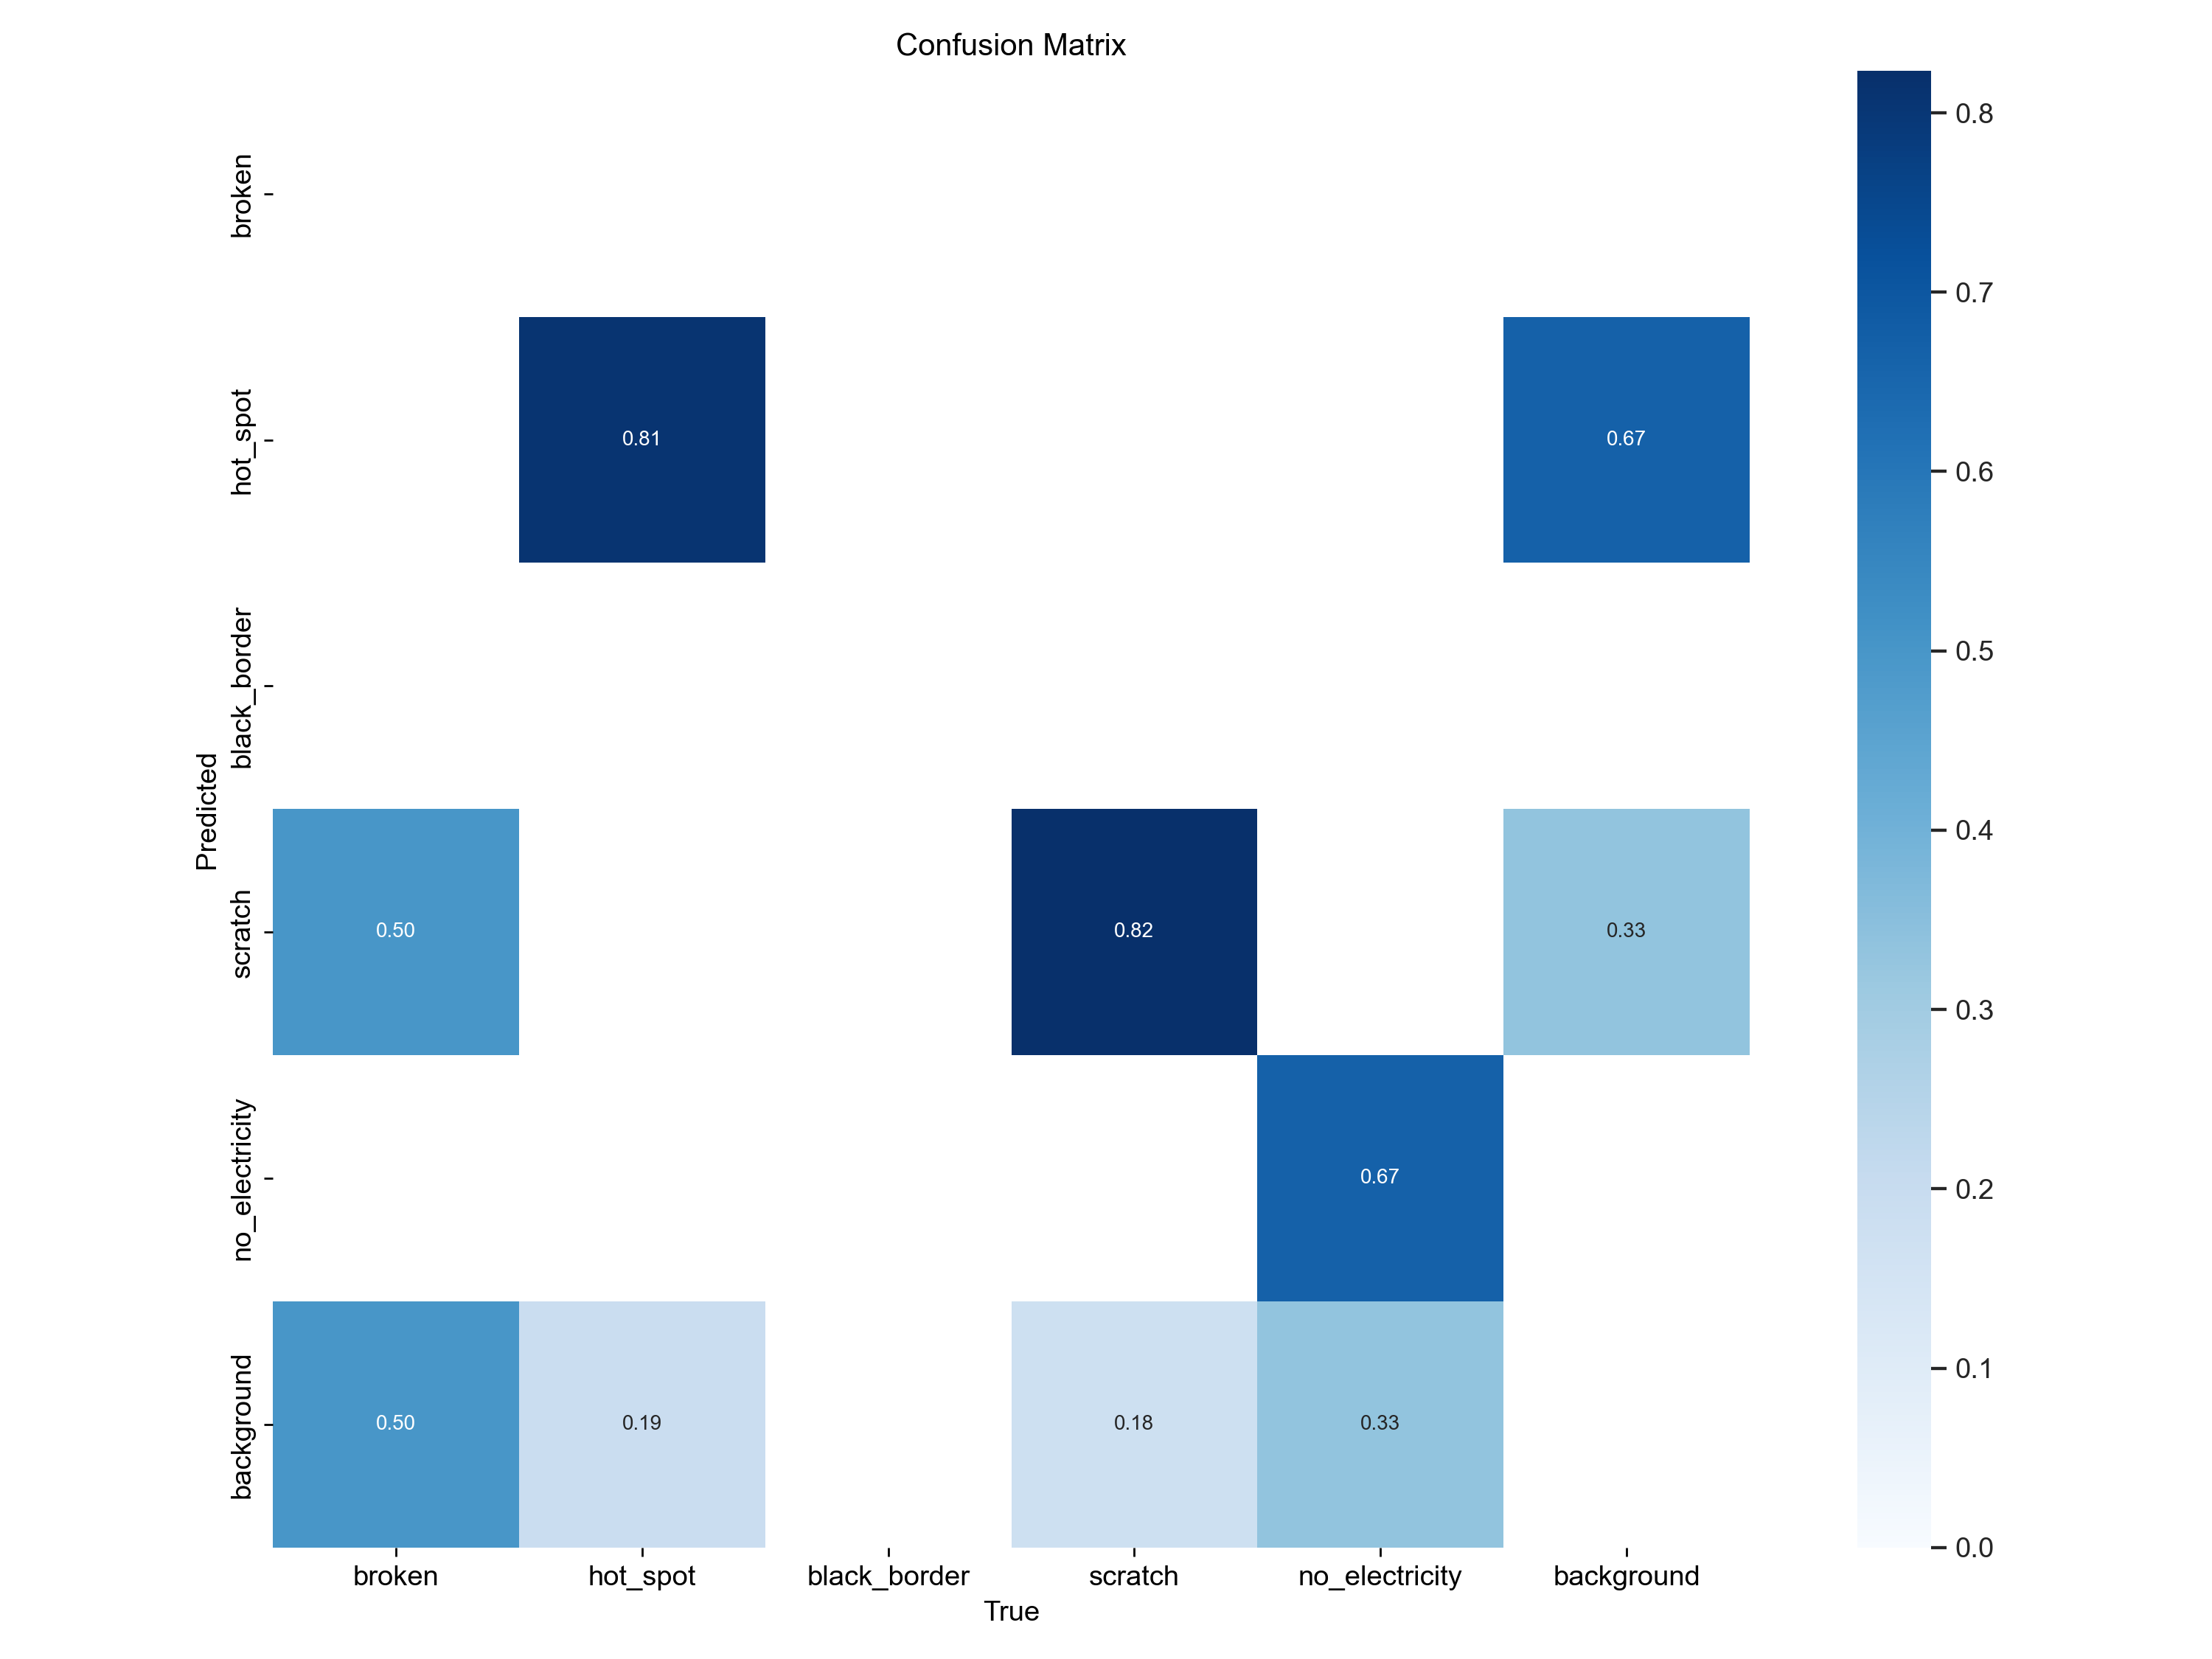 Confusion Matrix
broken
hot_spot
black_border
scratch
no_electricity
background
Predicted
0.81
0.67
0.50
0.82
0.33
0.67
0.50
0.19
0.18
0.33
broken
hot_spot
black_border
scratch
no_electricity
background
True
0.8
0.7
0.6
0.5
0.4
0.3
0.2
0.1
0.0